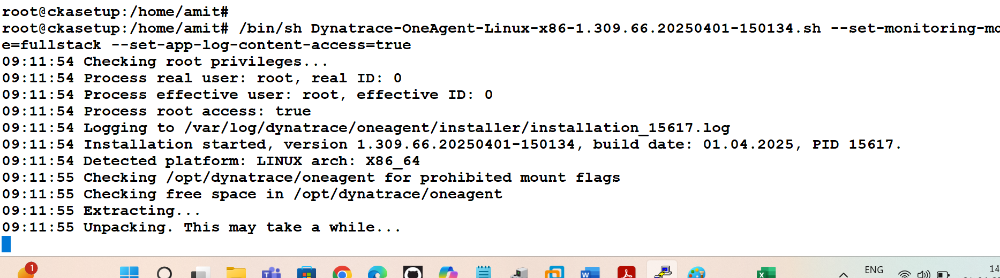 root@ckasetup:/home/amit#
root@ckasetup:/home/amit# /bin/sh Dynatrace-OneAgent-Linux-x86-1.309.66.20250401-150134.sh --set-monitoring-mo
e=fullstack --set-app-log-content-access=true
09:11:54 Checking root privileges...
09:11:54 Process real user: root, real ID: 0
09:11:54 Process effective user: root, effective ID: 0
09:11:54 Process root access: true
09:11:54 Logging to /var/log/dynatrace/oneagent/installer/installation_15617.log
09:11:54 Installation started, version 1.309.66.20250401-150134, build date: 01.04.2025, PID 15617.
09:11:54 Detected platform: LINUX arch: X86_64
09:11:55 Checking /opt/dynatrace/oneagent for prohibited mount flags
09:11:55 Checking free space in /opt/dynatrace/oneagent
09:11:55 Extracting...
09:11:55 Unpacking. This may take a while...
1
ENG
14